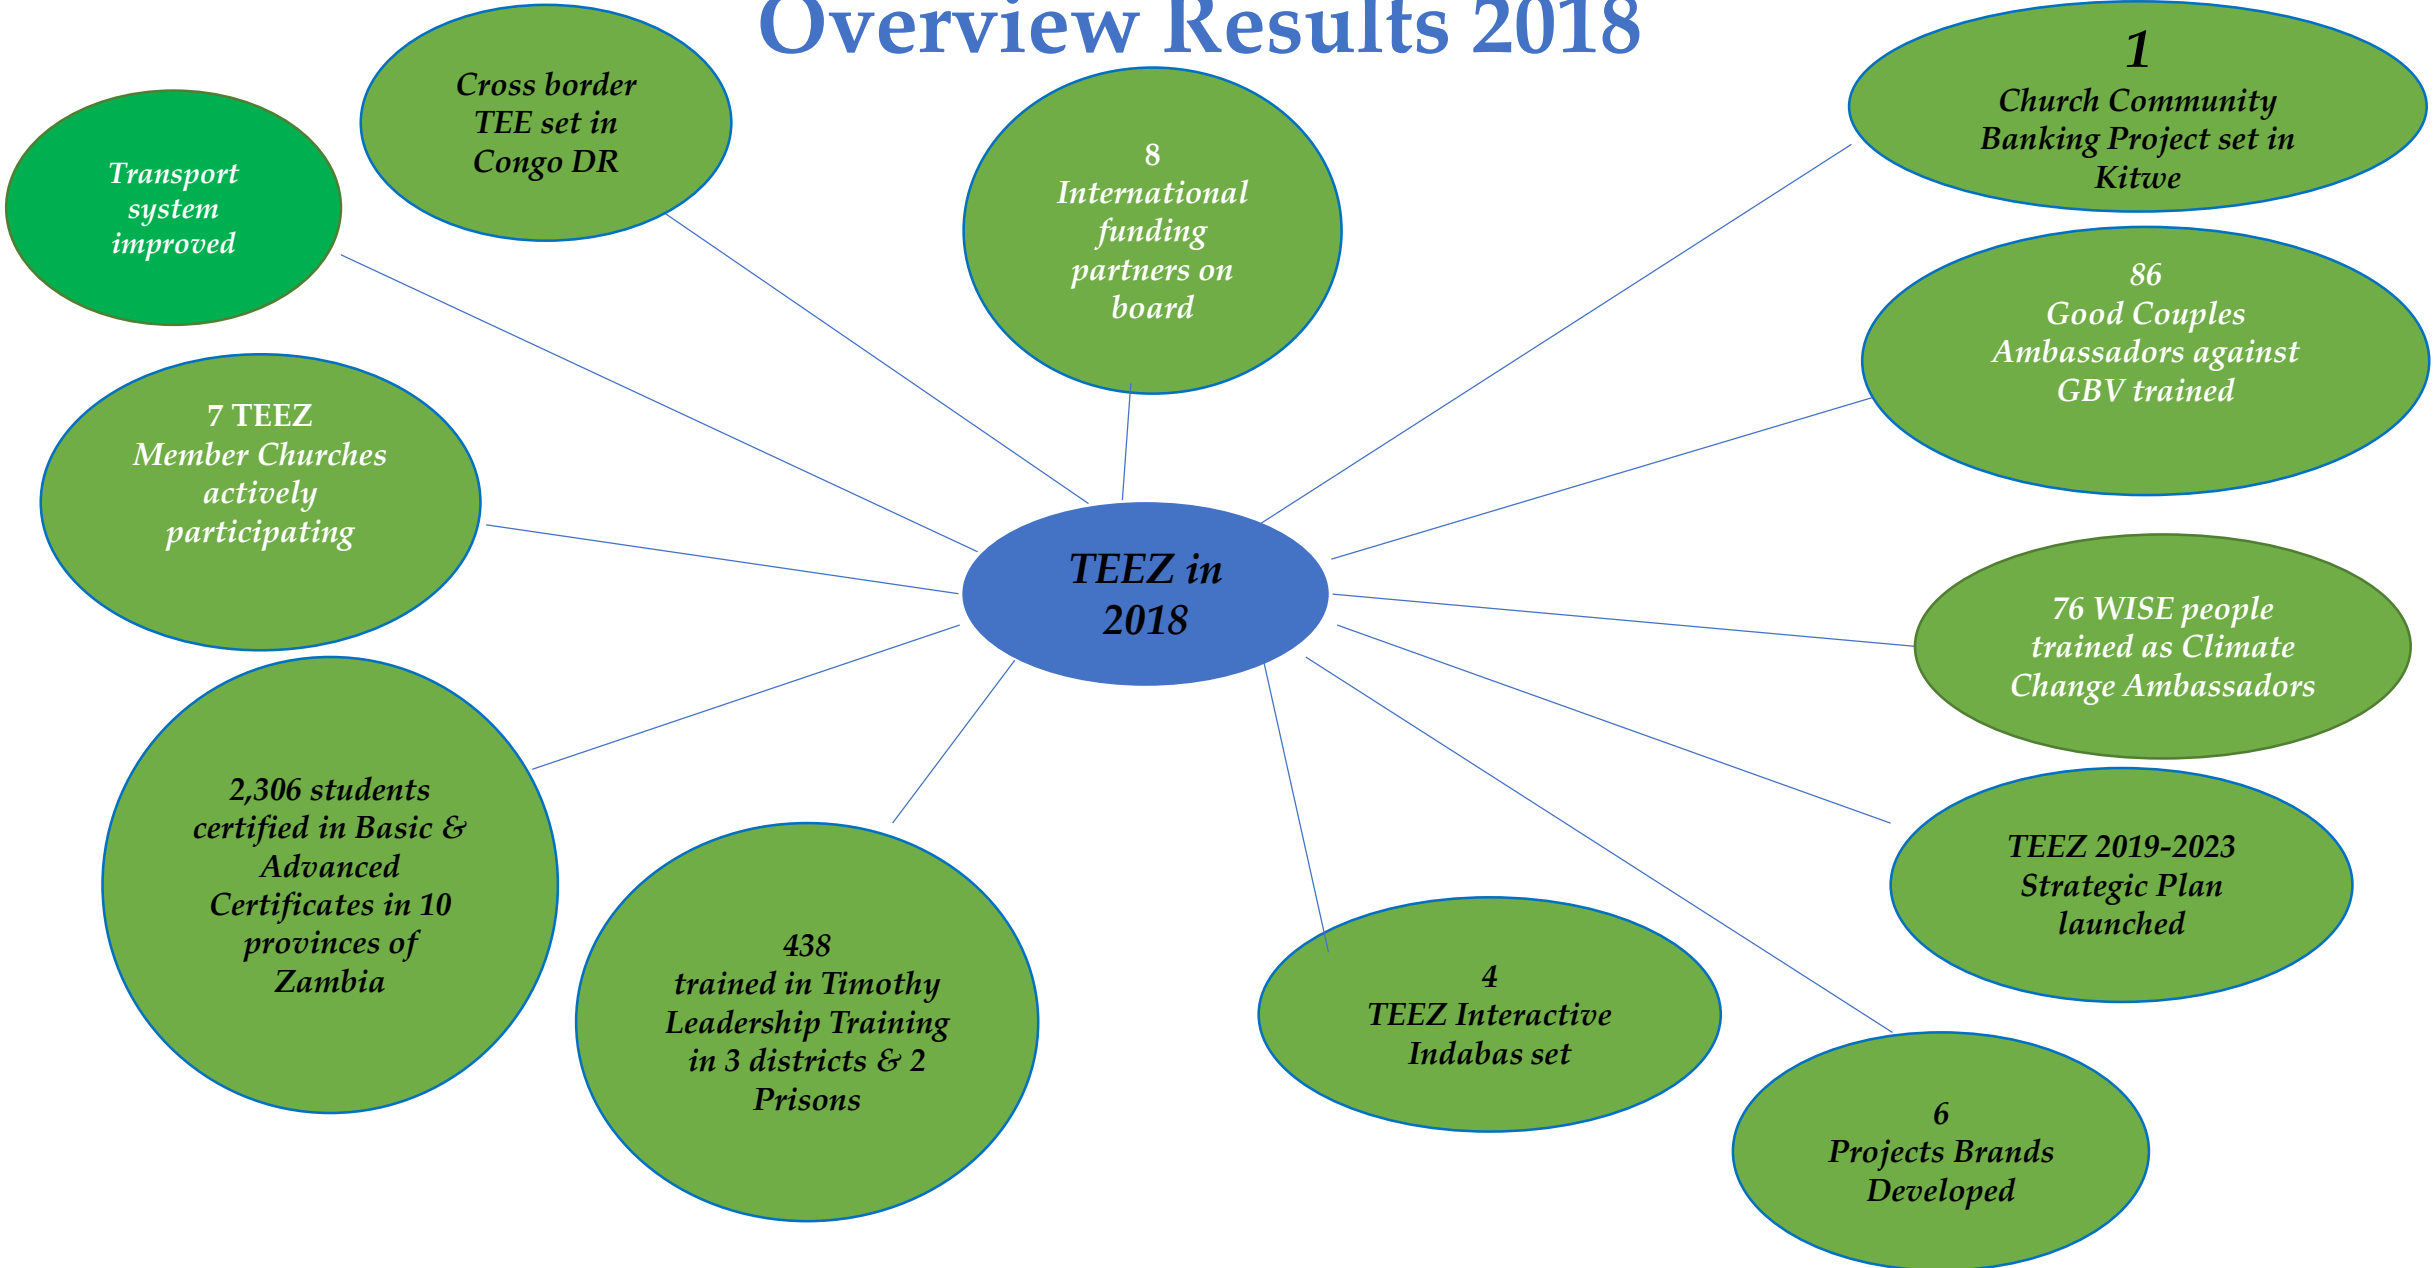 Overview Results 2018
Cross border
TEE set in
Congo DR
Transport
system
improved
8
International
funding
partners on
board
1
Church Community
Banking Project set in
Kitwe
86
Good Couples
Ambassadors against
GBV trained
7 TEEZ
Member Churches
actively
participating
TEEZ in
2018
76 WISE people
trained as Climate
Change Ambassadors
2,306 students
certified in Basic &
Advanced
Certificates in 10
provinces of
Zambia
438
trained in Timothy
Leadership Training
in 3 districts & 2
Prisons
4
TEEZ Interactive
Indabas set
TEEZ 2019-2023
Strategic Plan
launched
6
Projects Brands
Developed